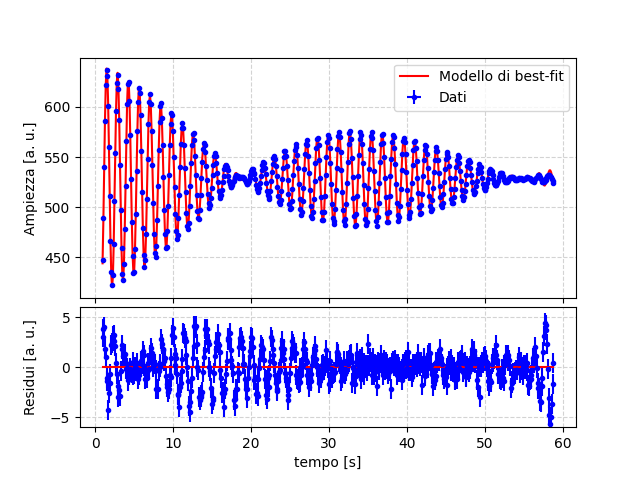 Modello di best-fit
Dati
Ampiezza [a. u.]
600
550
500
450
Residui [a. u.]
5
0
−5
0
10
20
30
40
50
60
tempo [s]